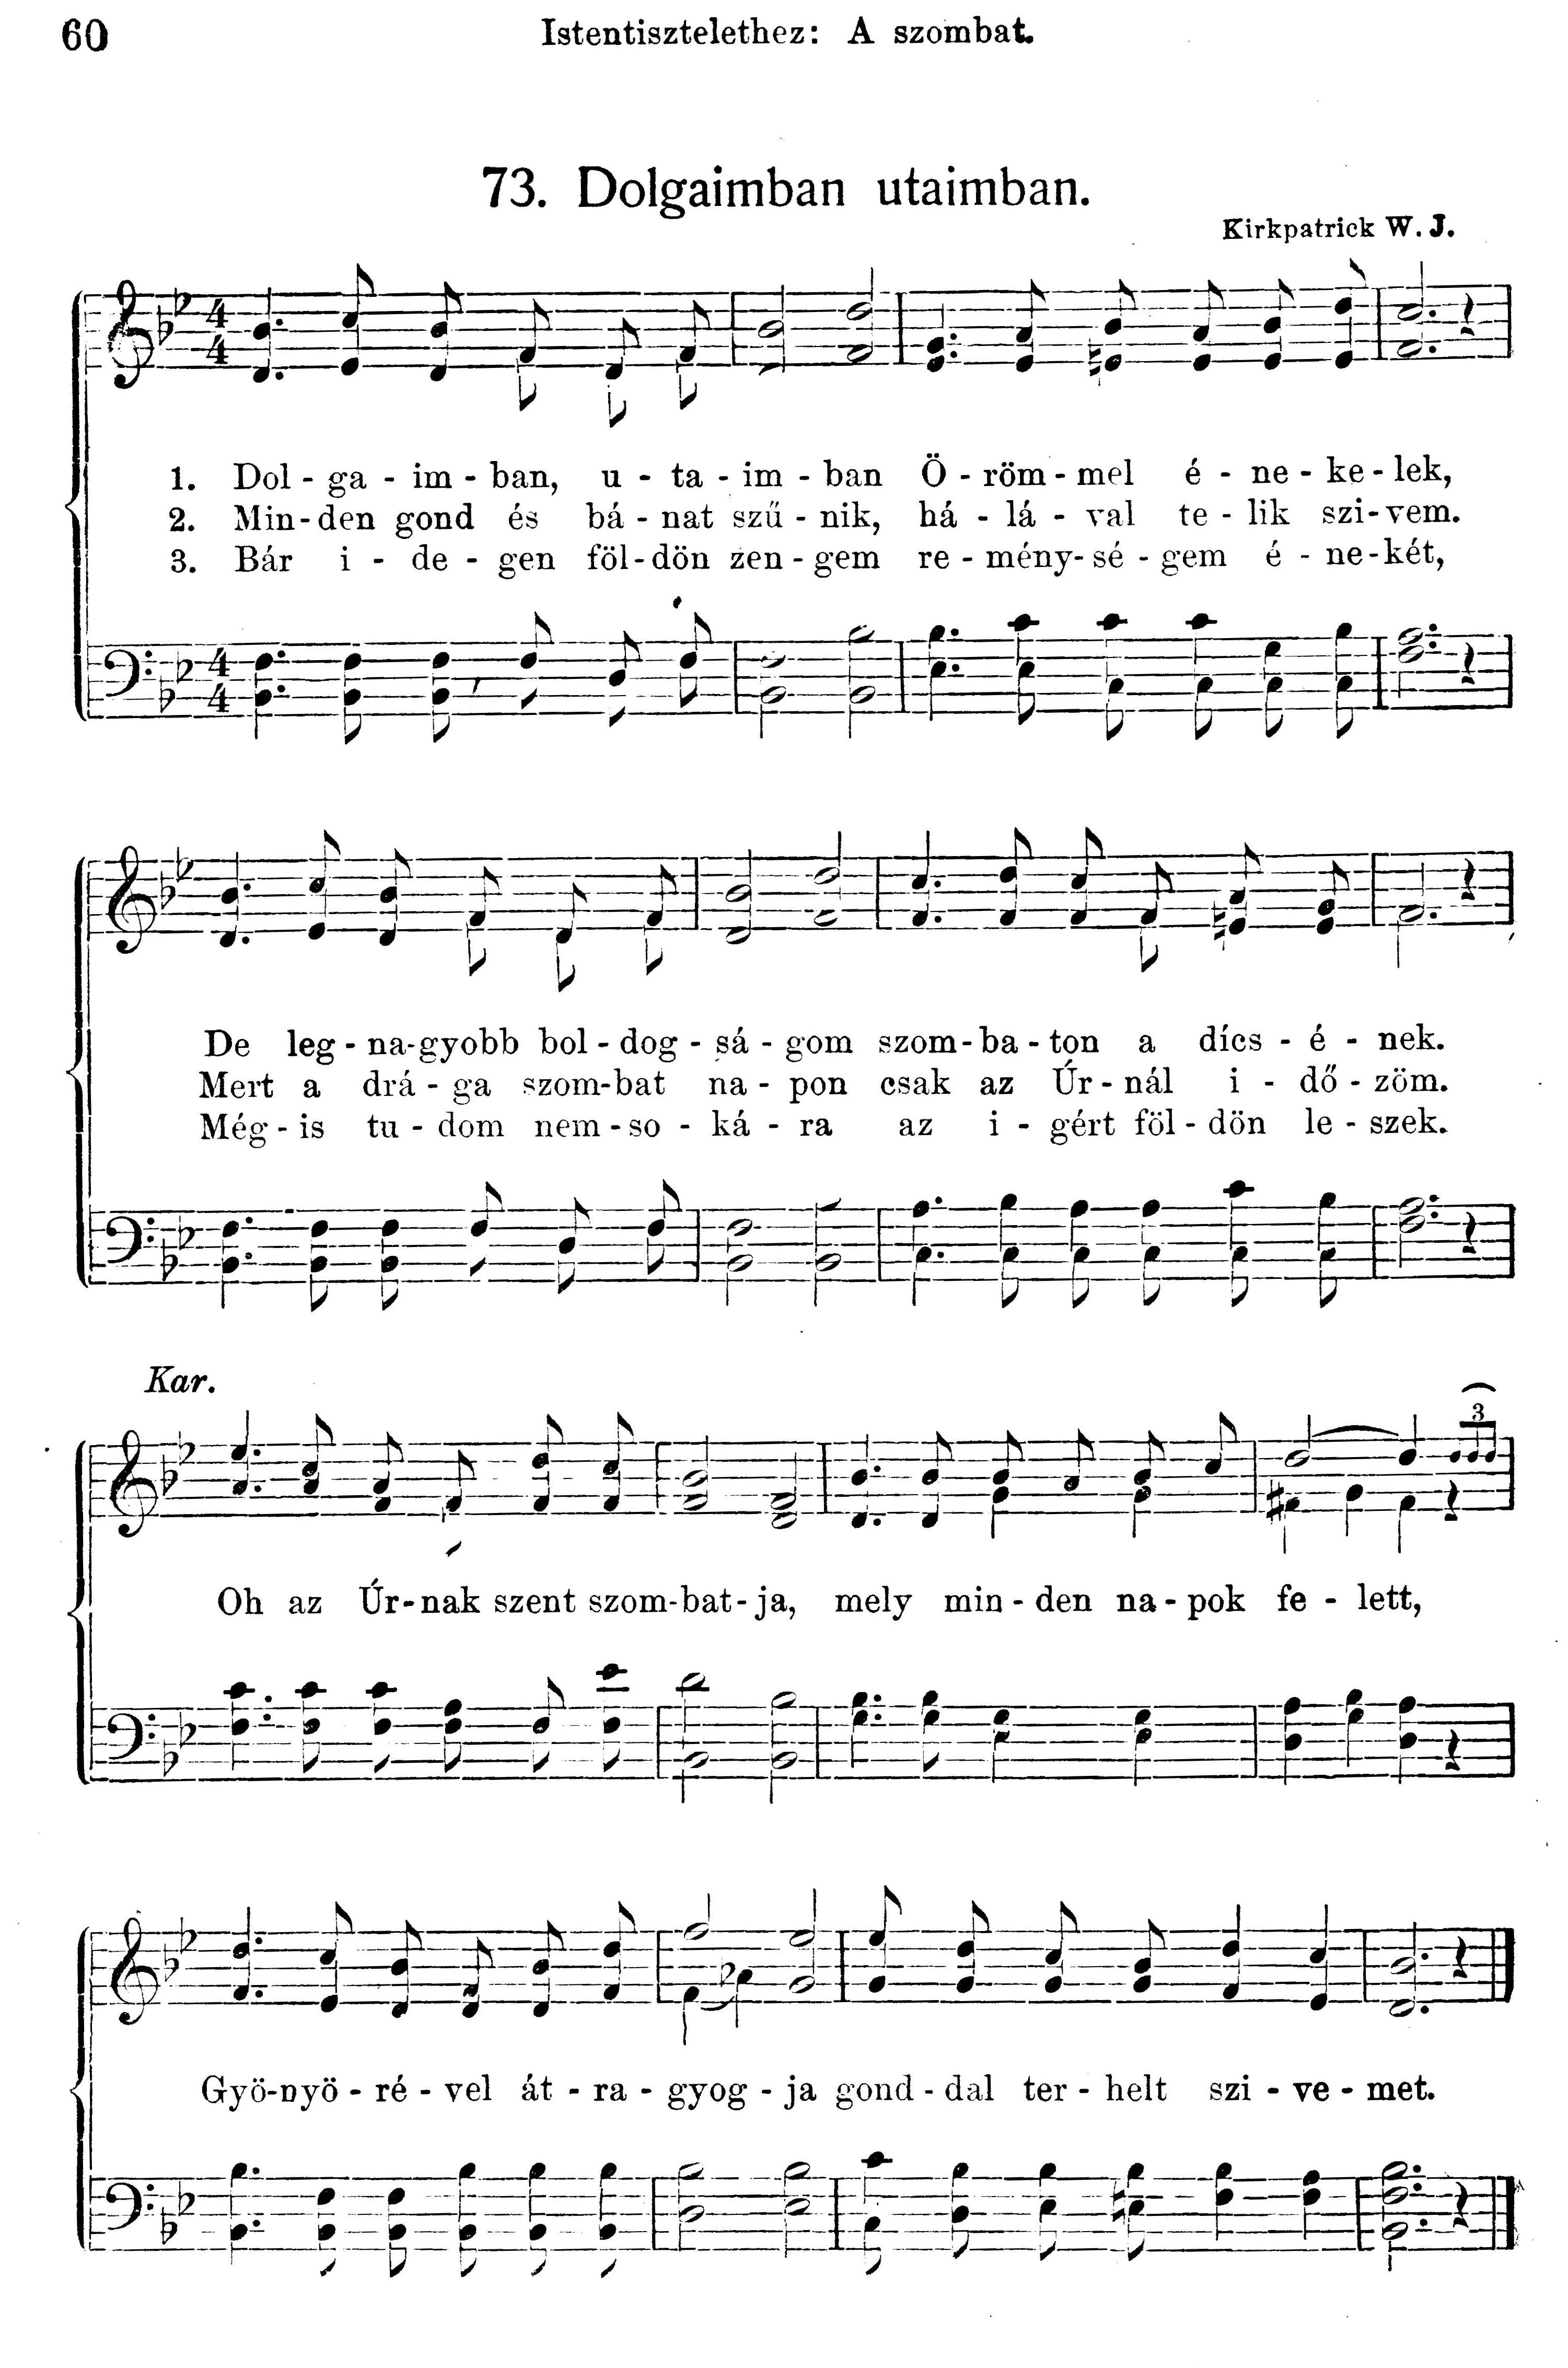 60
Istentisztelethez: A szombat.
73. Dolgaimban utaimban.
Kirkpatrick W. J.
4
4
1. Dol - ga - im - ban, u - ta - im - ban Ö - röm - mel é - ne - ke - lek,
2. Min - den gond és bá - nat szű - nik, há - lá - val te - lik szi - vem.
3. Bár i - de - gen föl - dön zen - gem re - mény - sé - gem é - ne - két,
4
4
De leg - na - gyobb bol - dog - sá - gom szom - ba - ton a dícs - é - nek.
Mert a drá - ga szom - bat na - pon csak az Úr - nál i - dő - zöm.
Még - is tu - dom nem - so - ká - ra az i - gért föl - dön le - szek.
Kar.
3
Oh az Úr - nak szent szom - bat - ja, mely min - den na - pok fe - lett,
Gyö - nyö - ré - vel át - ra - gyog - ja gond - dal ter - helt szi - ve - met.